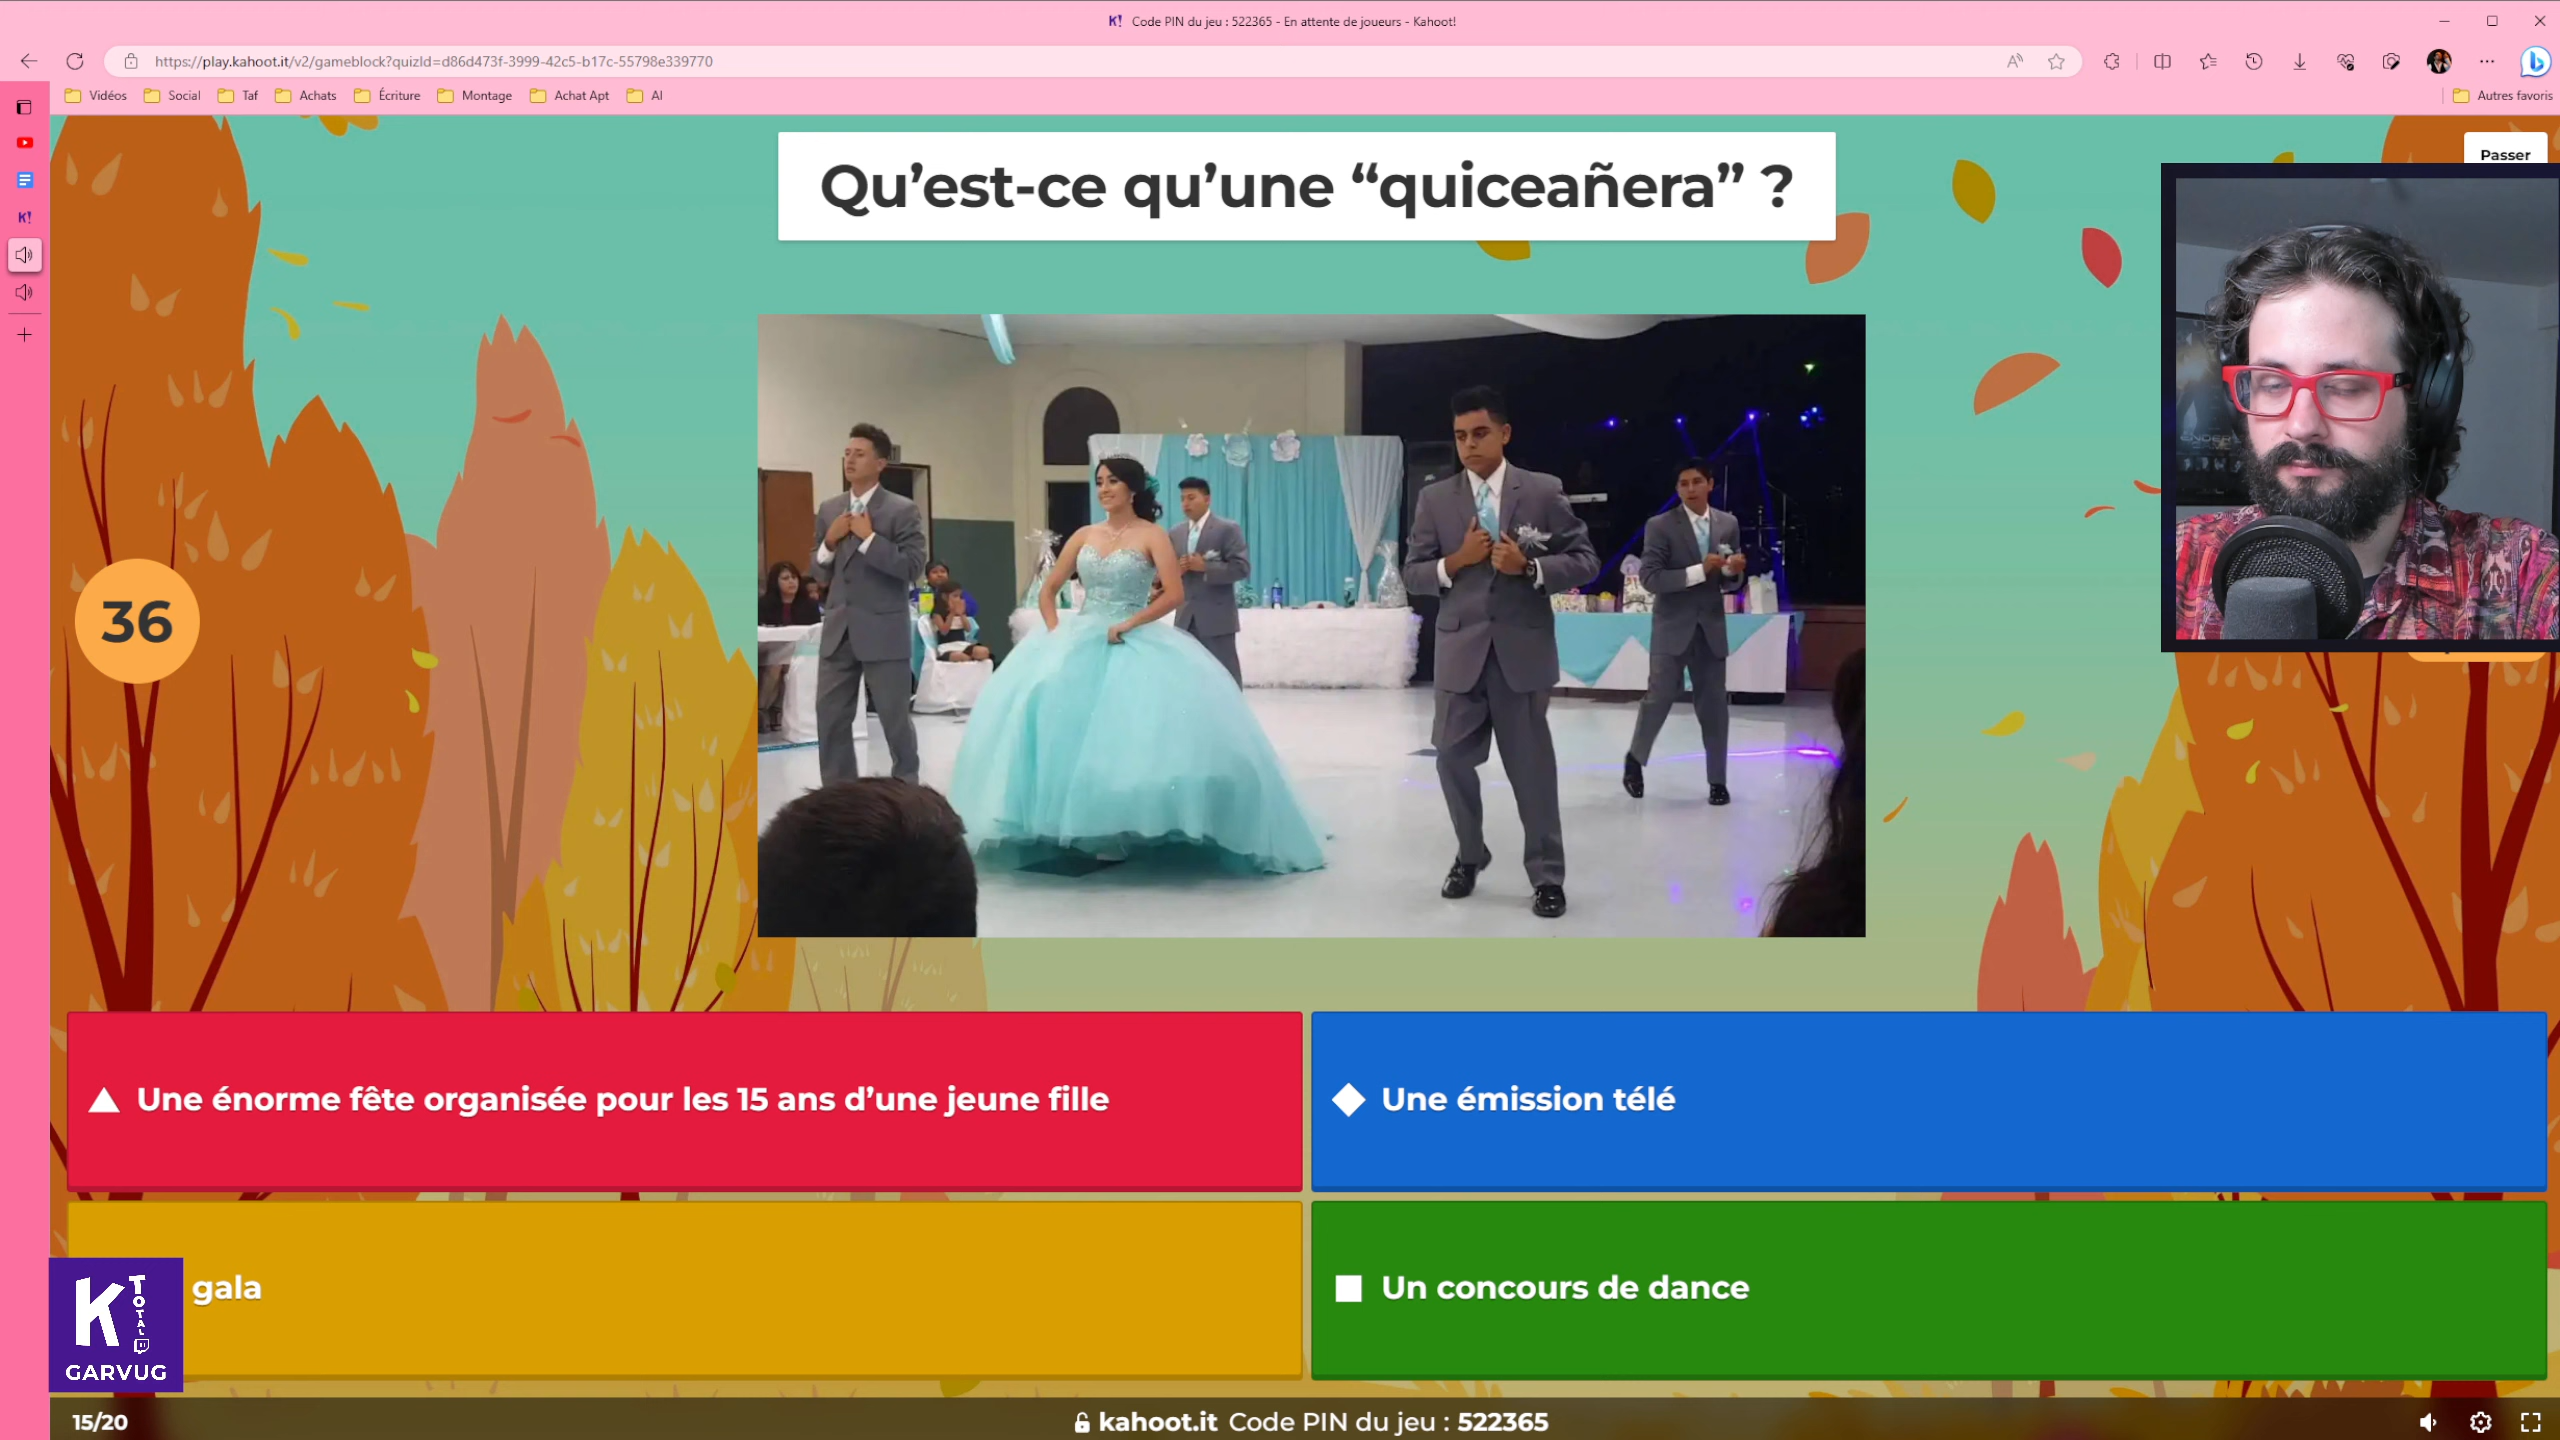 K! Code PIN du jeu : 522365 - En attente de joueurs - Kahoot!
https://play.kahoot.it/v2/gameblock?quizId=d86d473f-3999-42c5-b17c-55798e339770
Vidéos Social Taf Achats Écriture Montage Achat Apt AI Autres favoris
Qu’est-ce qu’une “quiceañera” ?
Passer
K!
36
Une énorme fête organisée pour les 15 ans d’une jeune fille
Une émission télé
gala
Un concours de dance
K TOTAL
GARVUG
15/20
kahoot.it Code PIN du jeu : 522365